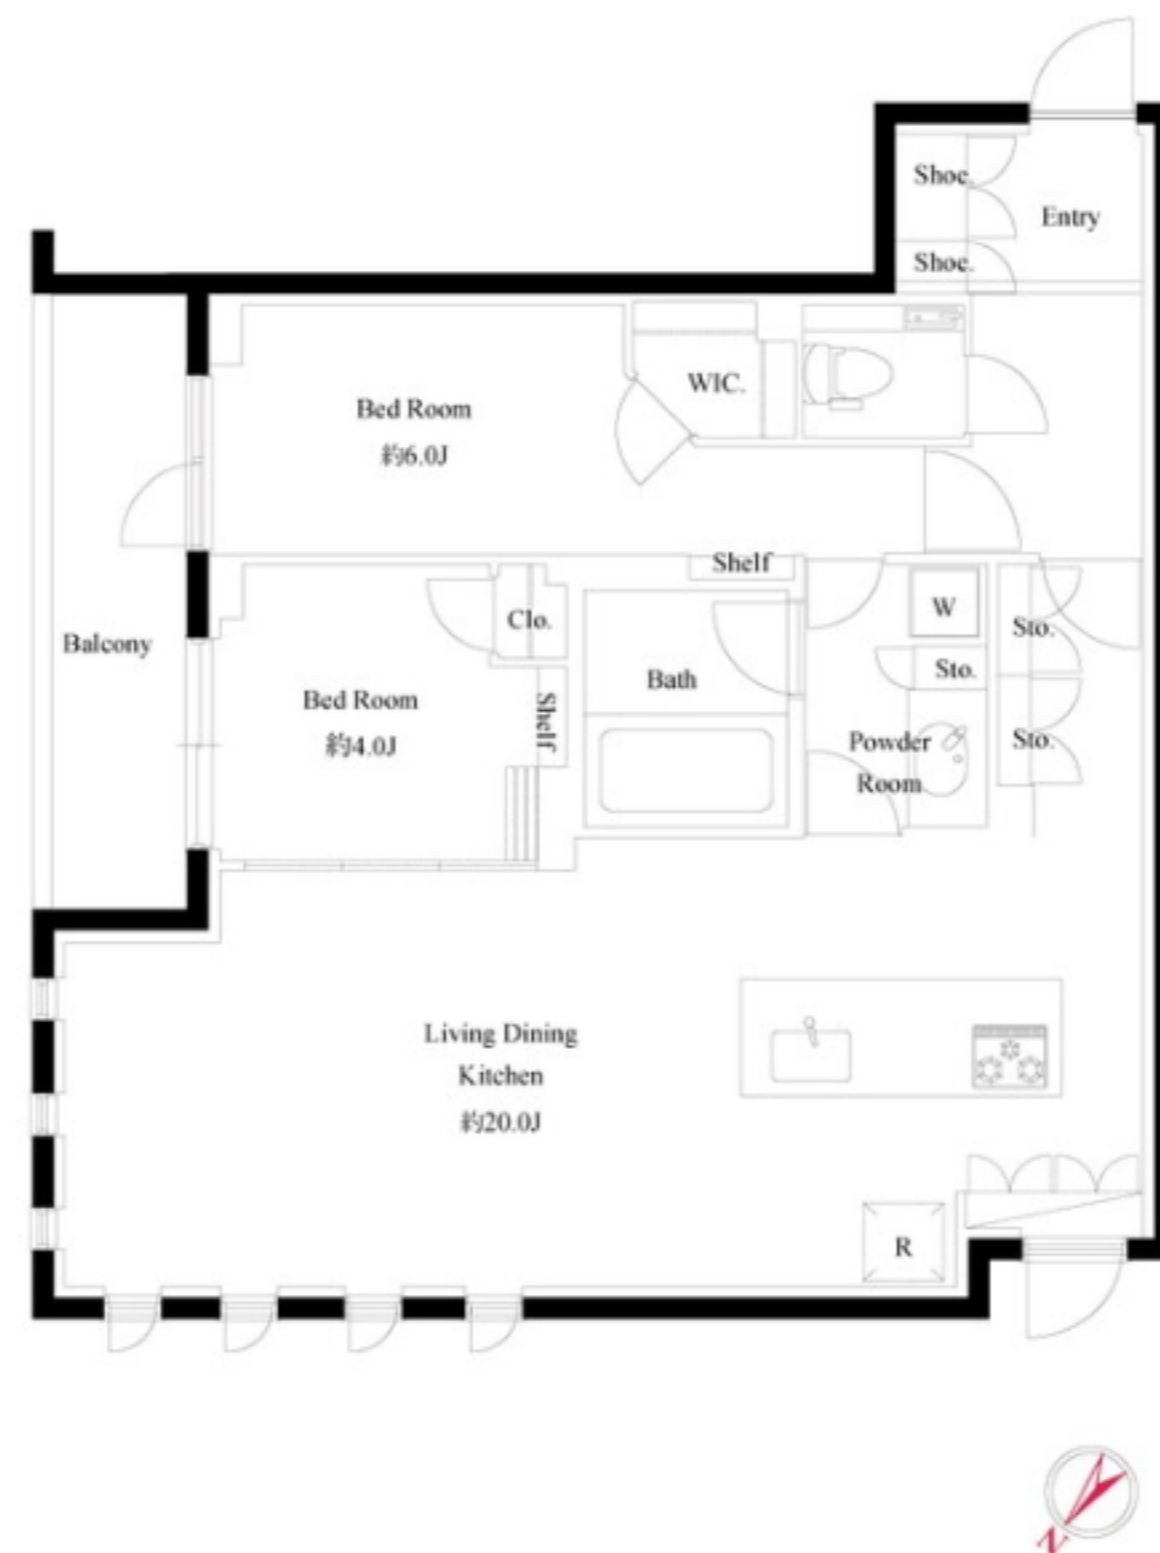 Shoe.
Entry
Shoe.
WIC.
Bed Room
約6.0J
Shelf
W
Clo.
Sto.
Balcony
Bath
Sto.
Bed Room
約4.0J
Shelf
Powder
Room
Sto.
Living Dining
Kitchen
約20.0J
R
N